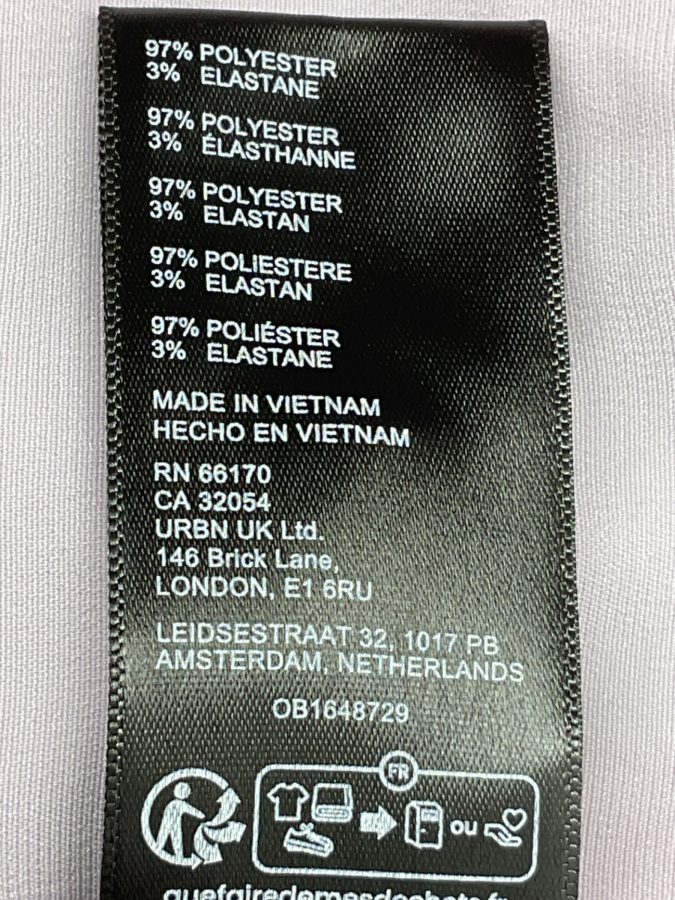 97% POLYESTER
3% ELASTANE
97% POLYESTER
3% ÉLASTHANNE
97% POLYESTER
3% ELASTAN
97% POLIESTERE
3% ELASTAN
97% POLIÉSTER
3% ELASTANE
MADE IN VIETNAM
HECHO EN VIETNAM
RN 66170
CA 32054
URBN UK Ltd.
146 Brick Lane,
LONDON, E1 6RU
LEIDSESTRAAT 32, 1017 PB
AMSTERDAM, NETHERLANDS
OB1648729
FR
ou
quefairedemesdechets.fr